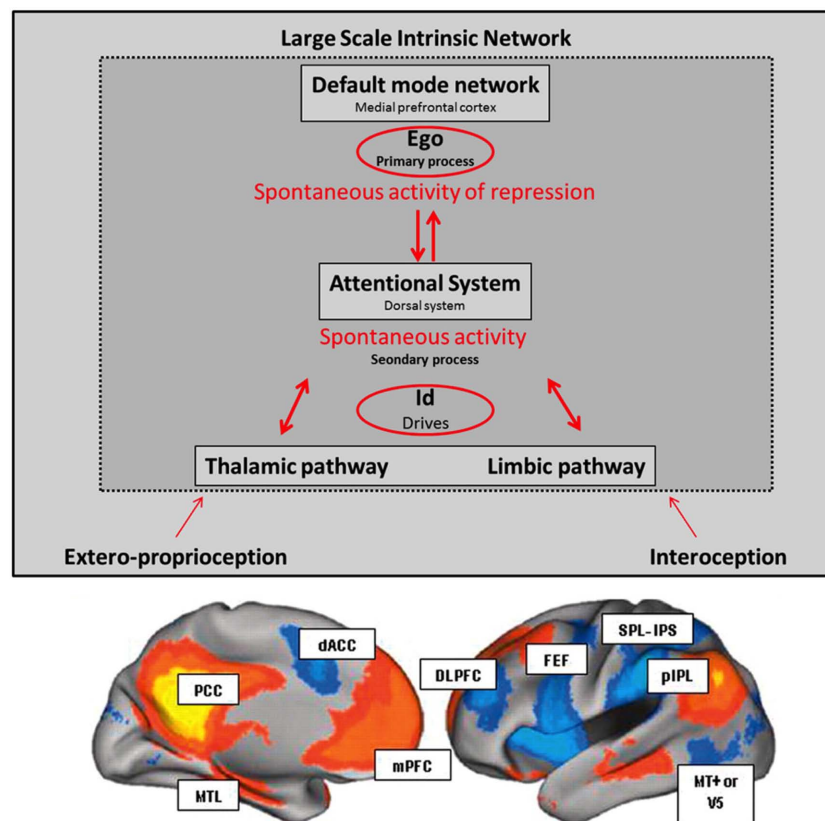 Large Scale Intrinsic Network
Default mode network
Medial prefrontal cortex
Ego
Primary process
Spontaneous activity of repression
Attentional System
Dorsal system
Spontaneous activity
Seondary process
Id
Drives
Thalamic pathway Limbic pathway
Extero-proprioception Interoception
dACC
PCC
mPFC
MTL
SPL-IPS
FEF
DLPFC
pIPL
MT+ or
V5